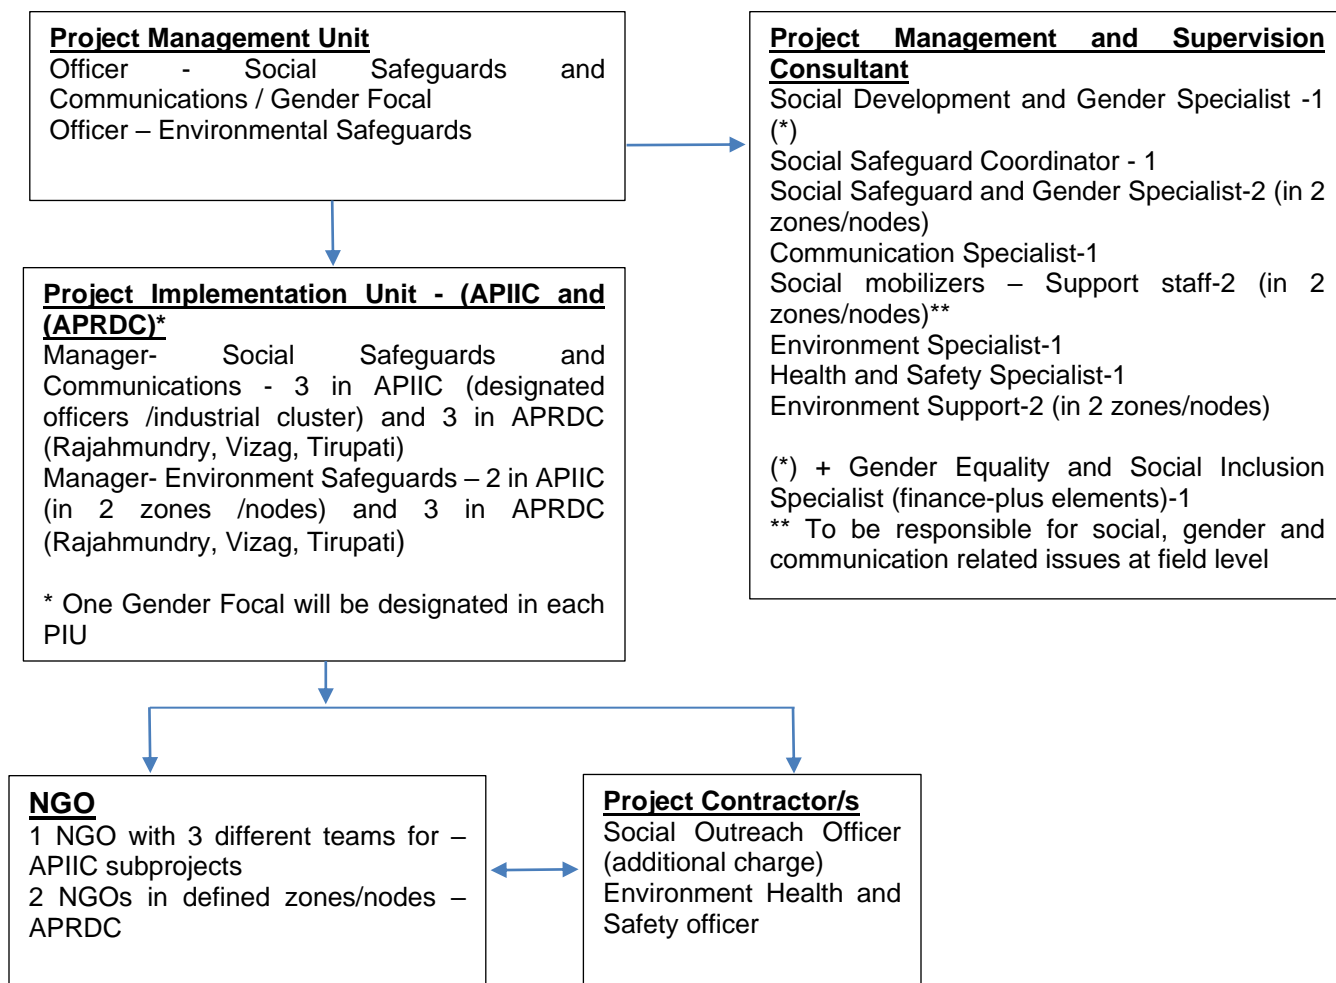 Project Management Unit
Officer - Social Safeguards and
Communications / Gender Focal
Officer – Environmental Safeguards
Project Management and Supervision
Consultant
Social Development and Gender Specialist -1
(*)
Social Safeguard Coordinator - 1
Social Safeguard and Gender Specialist-2 (in 2
zones/nodes)
Communication Specialist-1
Social mobilizers – Support staff-2 (in 2
zones/nodes)**
Environment Specialist-1
Health and Safety Specialist-1
Environment Support-2 (in 2 zones/nodes)
(*) + Gender Equality and Social Inclusion
Specialist (finance-plus elements)-1
** To be responsible for social, gender and
communication related issues at field level
Project Implementation Unit - (APIIC and
(APRDC)*
Manager- Social Safeguards and
Communications - 3 in APIIC (designated
officers /industrial cluster) and 3 in APRDC
(Rajahmundry, Vizag, Tirupati)
Manager- Environment Safeguards – 2 in APIIC
(in 2 zones /nodes) and 3 in APRDC
(Rajahmundry, Vizag, Tirupati)
* One Gender Focal will be designated in each
PIU
NGO
1 NGO with 3 different teams for –
APIIC subprojects
2 NGOs in defined zones/nodes –
APRDC
Project Contractor/s
Social Outreach Officer
(additional charge)
Environment Health and
Safety officer